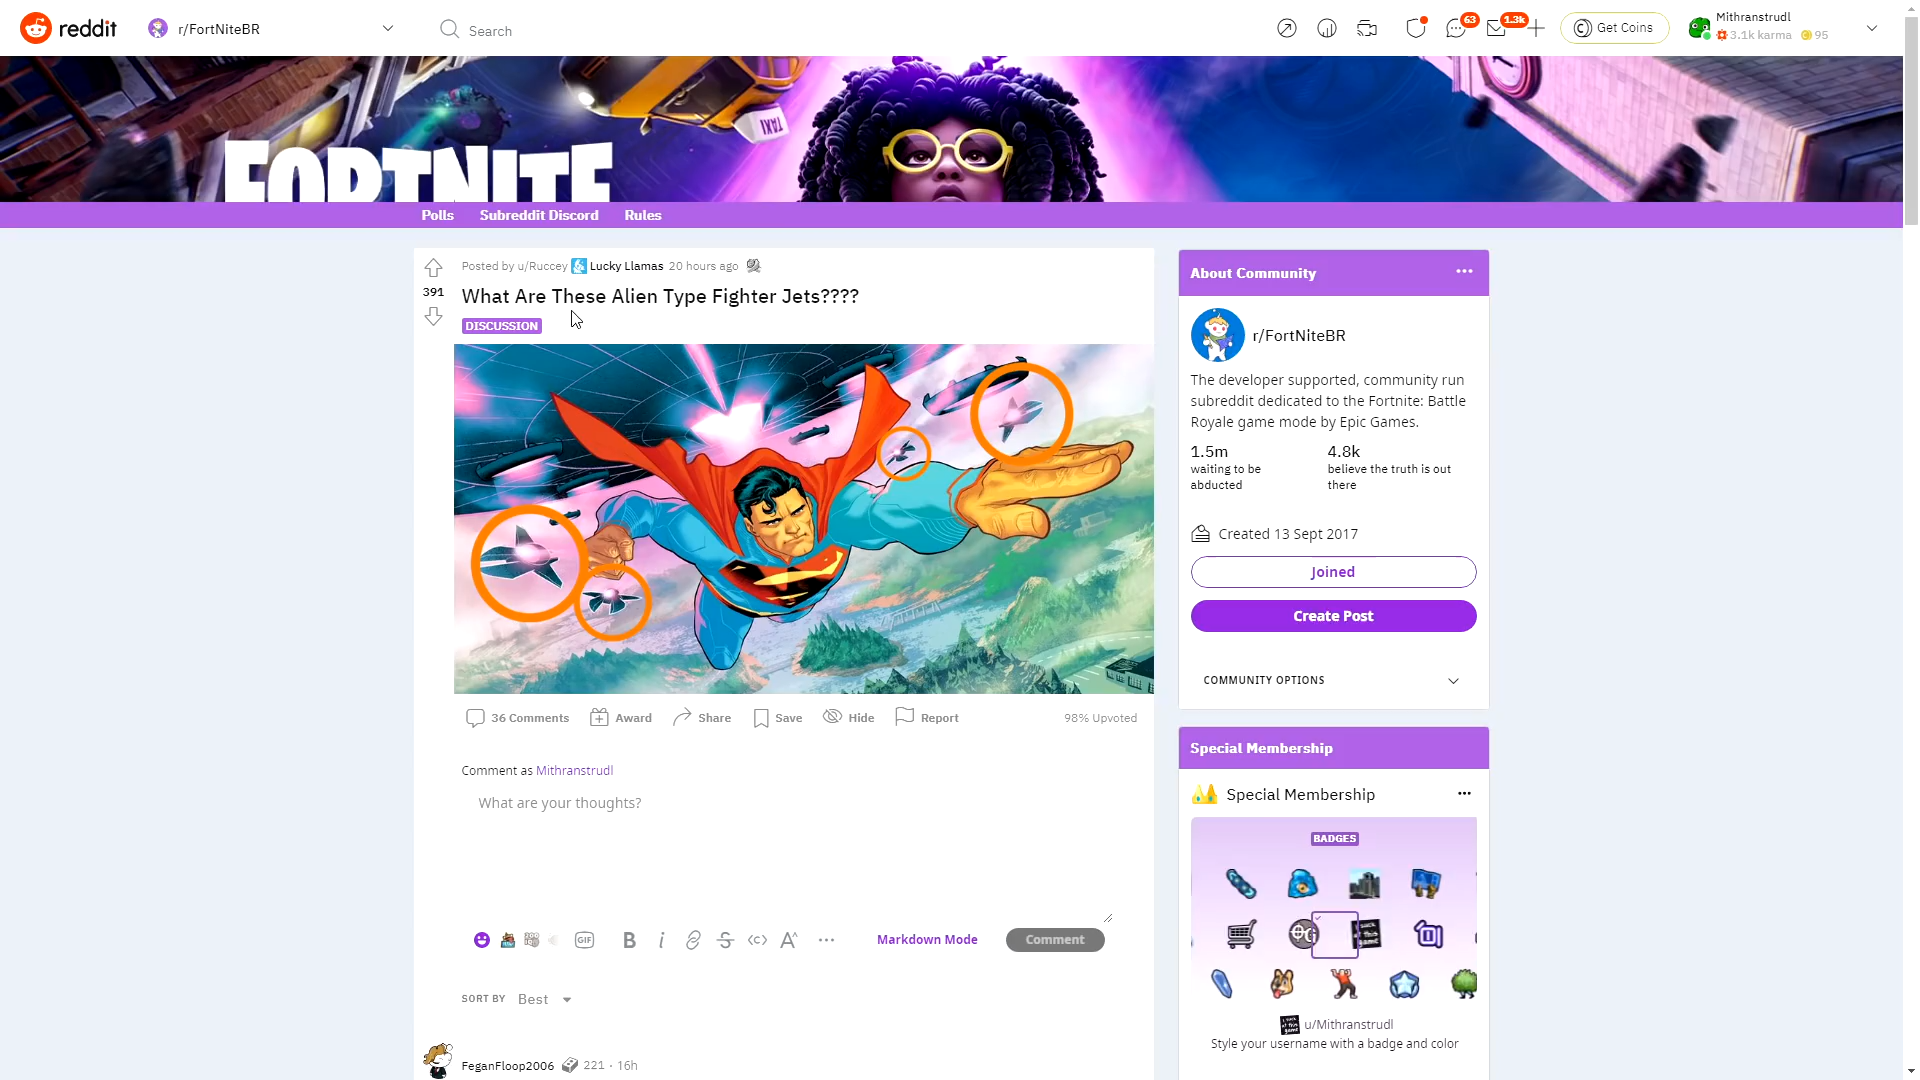 reddit
r/FortNiteBR
Search
63
1.3k
Get Coins
Mithranstrudl
3.1k karma
95
TAXI
FORTNITE
Polls
Subreddit Discord
Rules
391
Posted by u/Ruccey Lucky Llamas 20 hours ago
What Are These Alien Type Fighter Jets????
DISCUSSION
36 Comments
Award
Share
Save
Hide
Report
98% Upvoted
Comment as Mithranstrudl
What are your thoughts?
GIF
B
i
Markdown Mode
Comment
SORT BY Best
FeganFloop2006 221 · 16h
About Community
r/FortNiteBR
The developer supported, community run
subreddit dedicated to the Fortnite: Battle
Royale game mode by Epic Games.
1.5m
waiting to be
abducted
4.8k
believe the truth is out
there
Created 13 Sept 2017
Joined
Create Post
COMMUNITY OPTIONS
Special Membership
Special Membership
BADGES
u/Mithranstrudl
Style your username with a badge and color